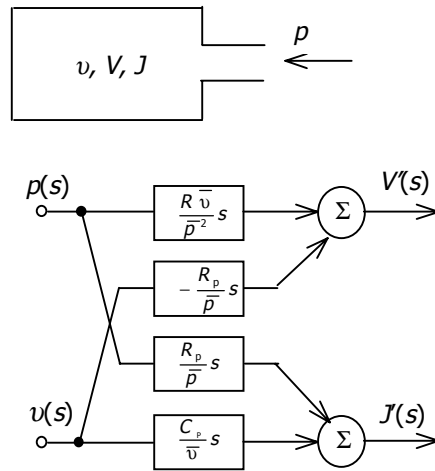 p
υ, V, J
p(s)
R ῡ / p̄² s
Σ
V′(s)
- Rₚ / p̄ s
Rₚ / p̄ s
υ(s)
Cₚ / ῡ s
Σ
J′(s)